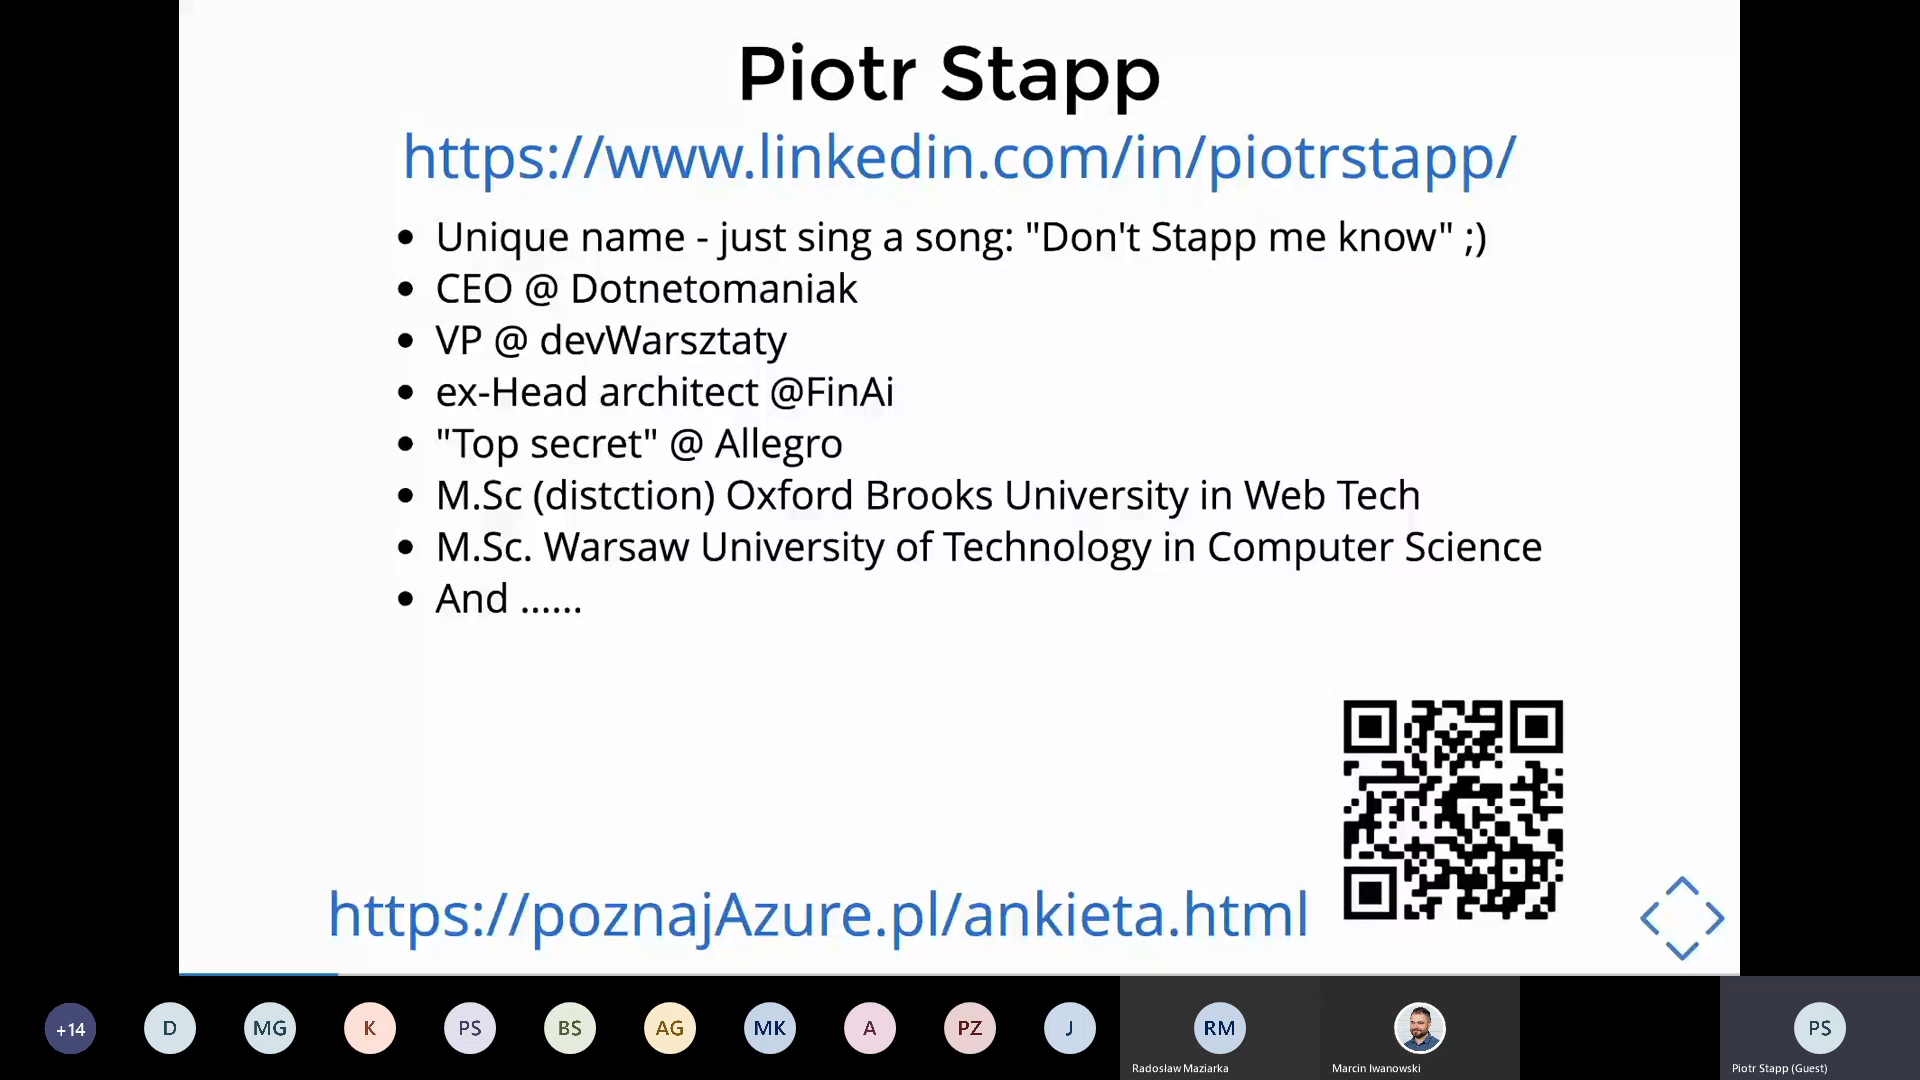 Piotr Stapp
https://www.linkedin.com/in/piotrstapp/
Unique name - just sing a song: "Don't Stapp me know" ;)
CEO @ Dotnetomaniak
VP @ devWarsztaty
ex-Head architect @FinAi
"Top secret" @ Allegro
M.Sc (distction) Oxford Brooks University in Web Tech
M.Sc. Warsaw University of Technology in Computer Science
And ......
https://poznajAzure.pl/ankieta.html
+14
D
MG
K
PS
BS
AG
MK
A
PZ
J
RM
Radosław Maziarka
Marcin Iwanowski
PS
Piotr Stapp (Guest)